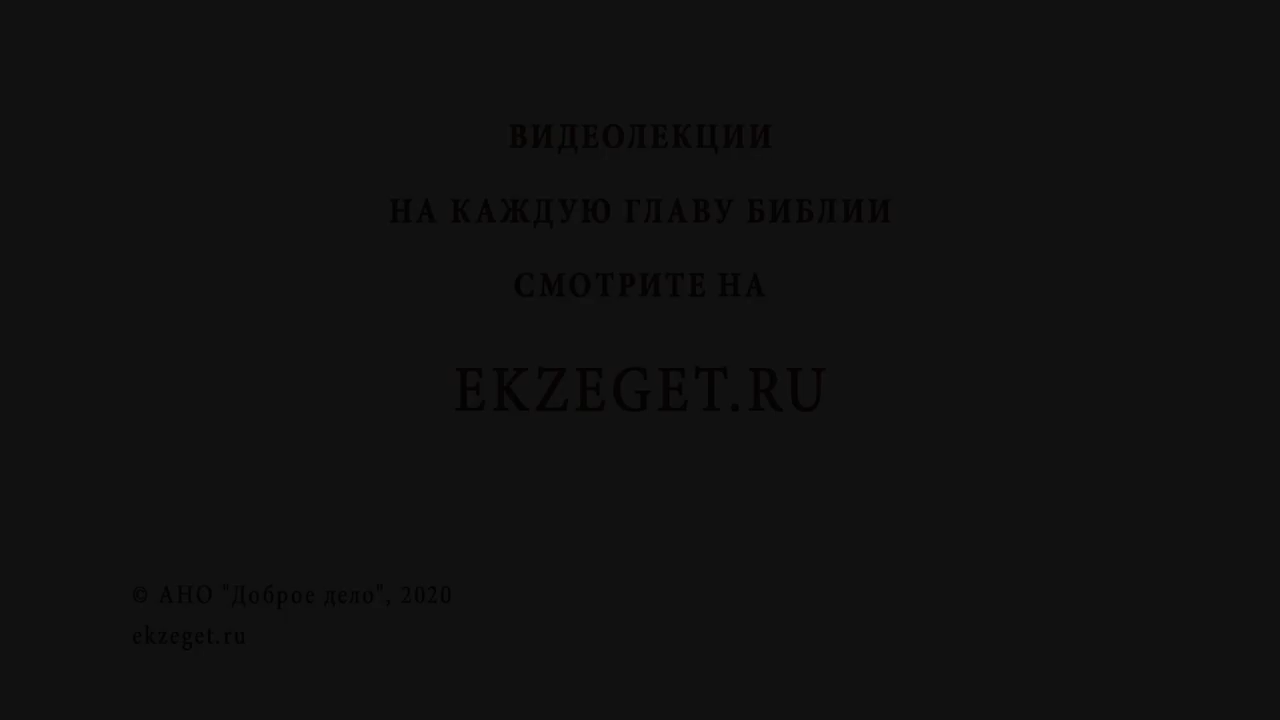 ВИДЕОЛЕКЦИИ
НА КАЖДУЮ ГЛАВУ БИБЛИИ
СМОТРИТЕ НА
EKZEGET.RU
© АНО "Доброе дело", 2020
ekzeget.ru